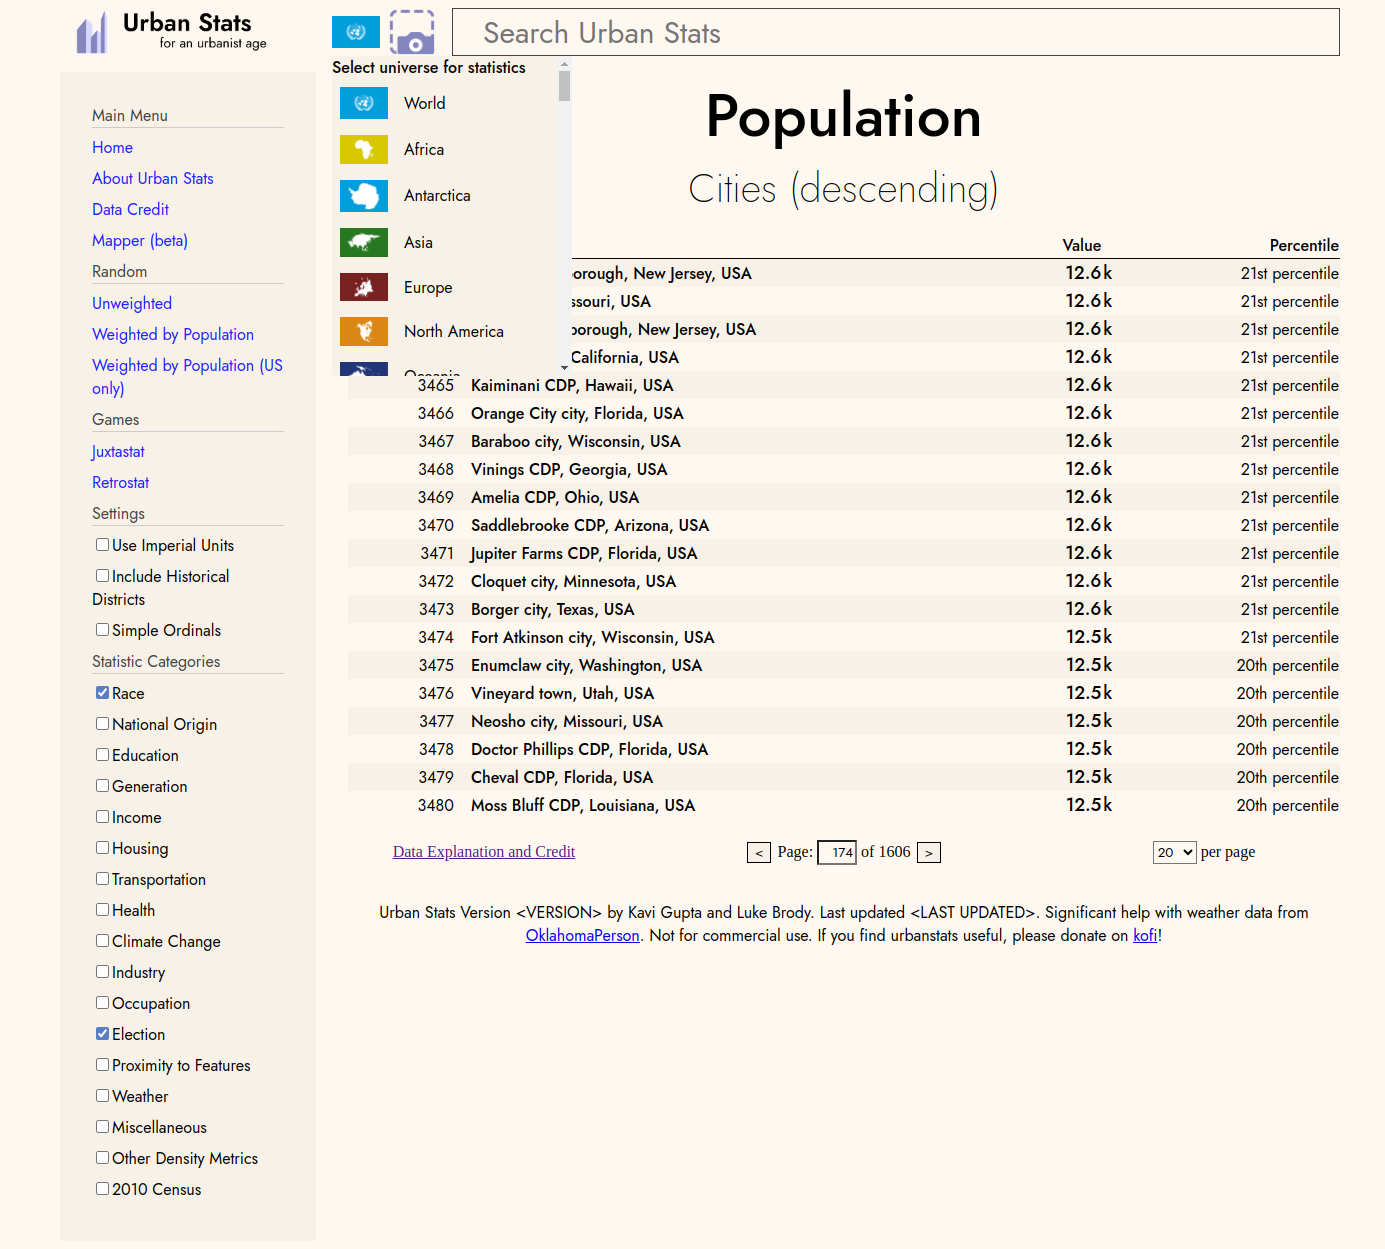 Urban Stats
for an urbanist age
Search Urban Stats
Select universe for statistics
World
Africa
Antarctica
Asia
Europe
North America
Oceania
Main Menu
Home
About Urban Stats
Data Credit
Mapper (beta)
Random
Unweighted
Weighted by Population
Weighted by Population (US
only)
Games
Juxtastat
Retrostat
Settings
Use Imperial Units
Include Historical
Districts
Simple Ordinals
Statistic Categories
Race
National Origin
Education
Generation
Income
Housing
Transportation
Health
Climate Change
Industry
Occupation
Election
Proximity to Features
Weather
Miscellaneous
Other Density Metrics
2010 Census
Population
Cities (descending)
Value Percentile
borough, New Jersey, USA 12.6k 21st percentile
ssouri, USA 12.6k 21st percentile
borough, New Jersey, USA 12.6k 21st percentile
California, USA 12.6k 21st percentile
3465 Kaiminani CDP, Hawaii, USA 12.6k 21st percentile
3466 Orange City city, Florida, USA 12.6k 21st percentile
3467 Baraboo city, Wisconsin, USA 12.6k 21st percentile
3468 Vinings CDP, Georgia, USA 12.6k 21st percentile
3469 Amelia CDP, Ohio, USA 12.6k 21st percentile
3470 Saddlebrooke CDP, Arizona, USA 12.6k 21st percentile
3471 Jupiter Farms CDP, Florida, USA 12.6k 21st percentile
3472 Cloquet city, Minnesota, USA 12.6k 21st percentile
3473 Borger city, Texas, USA 12.6k 21st percentile
3474 Fort Atkinson city, Wisconsin, USA 12.5k 21st percentile
3475 Enumclaw city, Washington, USA 12.5k 20th percentile
3476 Vineyard town, Utah, USA 12.5k 20th percentile
3477 Neosho city, Missouri, USA 12.5k 20th percentile
3478 Doctor Phillips CDP, Florida, USA 12.5k 20th percentile
3479 Cheval CDP, Florida, USA 12.5k 20th percentile
3480 Moss Bluff CDP, Louisiana, USA 12.5k 20th percentile
Data Explanation and Credit < Page: 174 of 1606 > 20 per page
Urban Stats Version <VERSION> by Kavi Gupta and Luke Brody. Last updated <LAST UPDATED>. Significant help with weather data from
OklahomaPerson. Not for commercial use. If you find urbanstats useful, please donate on kofi!